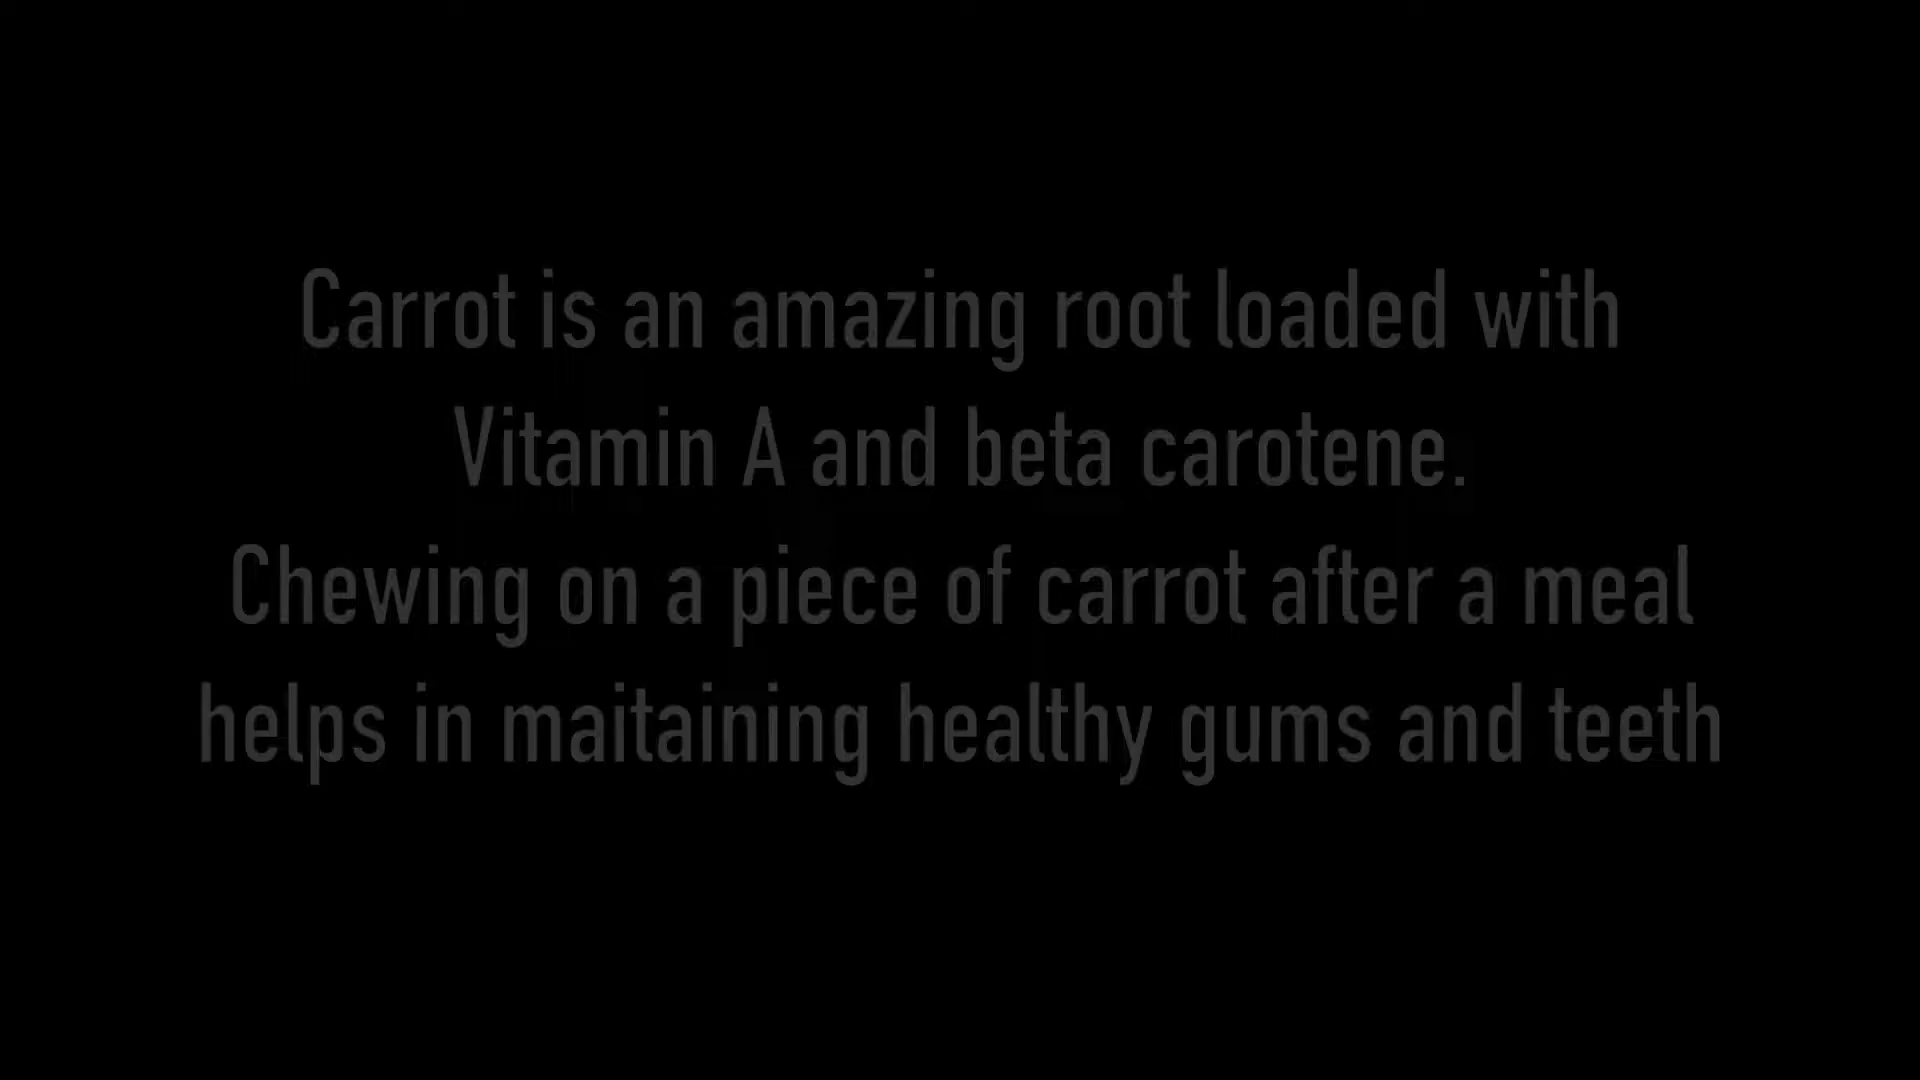 Carrot is an amazing root loaded with
Vitamin A and beta carotene.
Chewing on a piece of carrot after a meal
helps in maitaining healthy gums and teeth